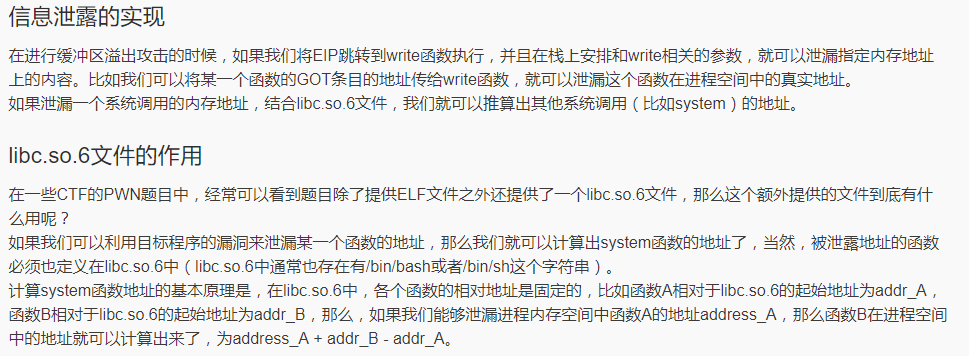 信息泄露的实现
在进行缓冲区溢出攻击的时候，如果我们将EIP跳转到write函数执行，并且在栈上安排和write相关的参数，就可以泄漏指定内存地址
上的内容。比如我们可以将某一个函数的GOT条目的地址传给write函数，就可以泄漏这个函数在进程空间中的真实地址。
如果泄漏一个系统调用的内存地址，结合libc.so.6文件，我们就可以推算出其他系统调用（比如system）的地址。
libc.so.6文件的作用
在一些CTF的PWN题目中，经常可以看到题目除了提供ELF文件之外还提供了一个libc.so.6文件，那么这个额外提供的文件到底有什
么用呢？
如果我们可以利用目标程序的漏洞来泄漏某一个函数的地址，那么我们就可以计算出system函数的地址了，当然，被泄露地址的函数
必须也定义在libc.so.6中（libc.so.6中通常也存在有/bin/bash或者/bin/sh这个字符串）。
计算system函数地址的基本原理是，在libc.so.6中，各个函数的相对地址是固定的，比如函数A相对于libc.so.6的起始地址为addr_A，
函数B相对于libc.so.6的起始地址为addr_B，那么，如果我们能够泄漏进程内存空间中函数A的地址address_A，那么函数B在进程空间
中的地址就可以计算出来了，为address_A + addr_B - addr_A。